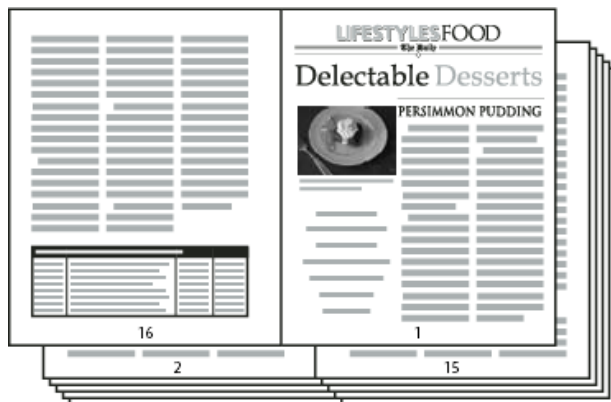 LIFESTYLESFOOD
The Daily
Delectable Desserts
PERSIMMON PUDDING
16
1
2
15